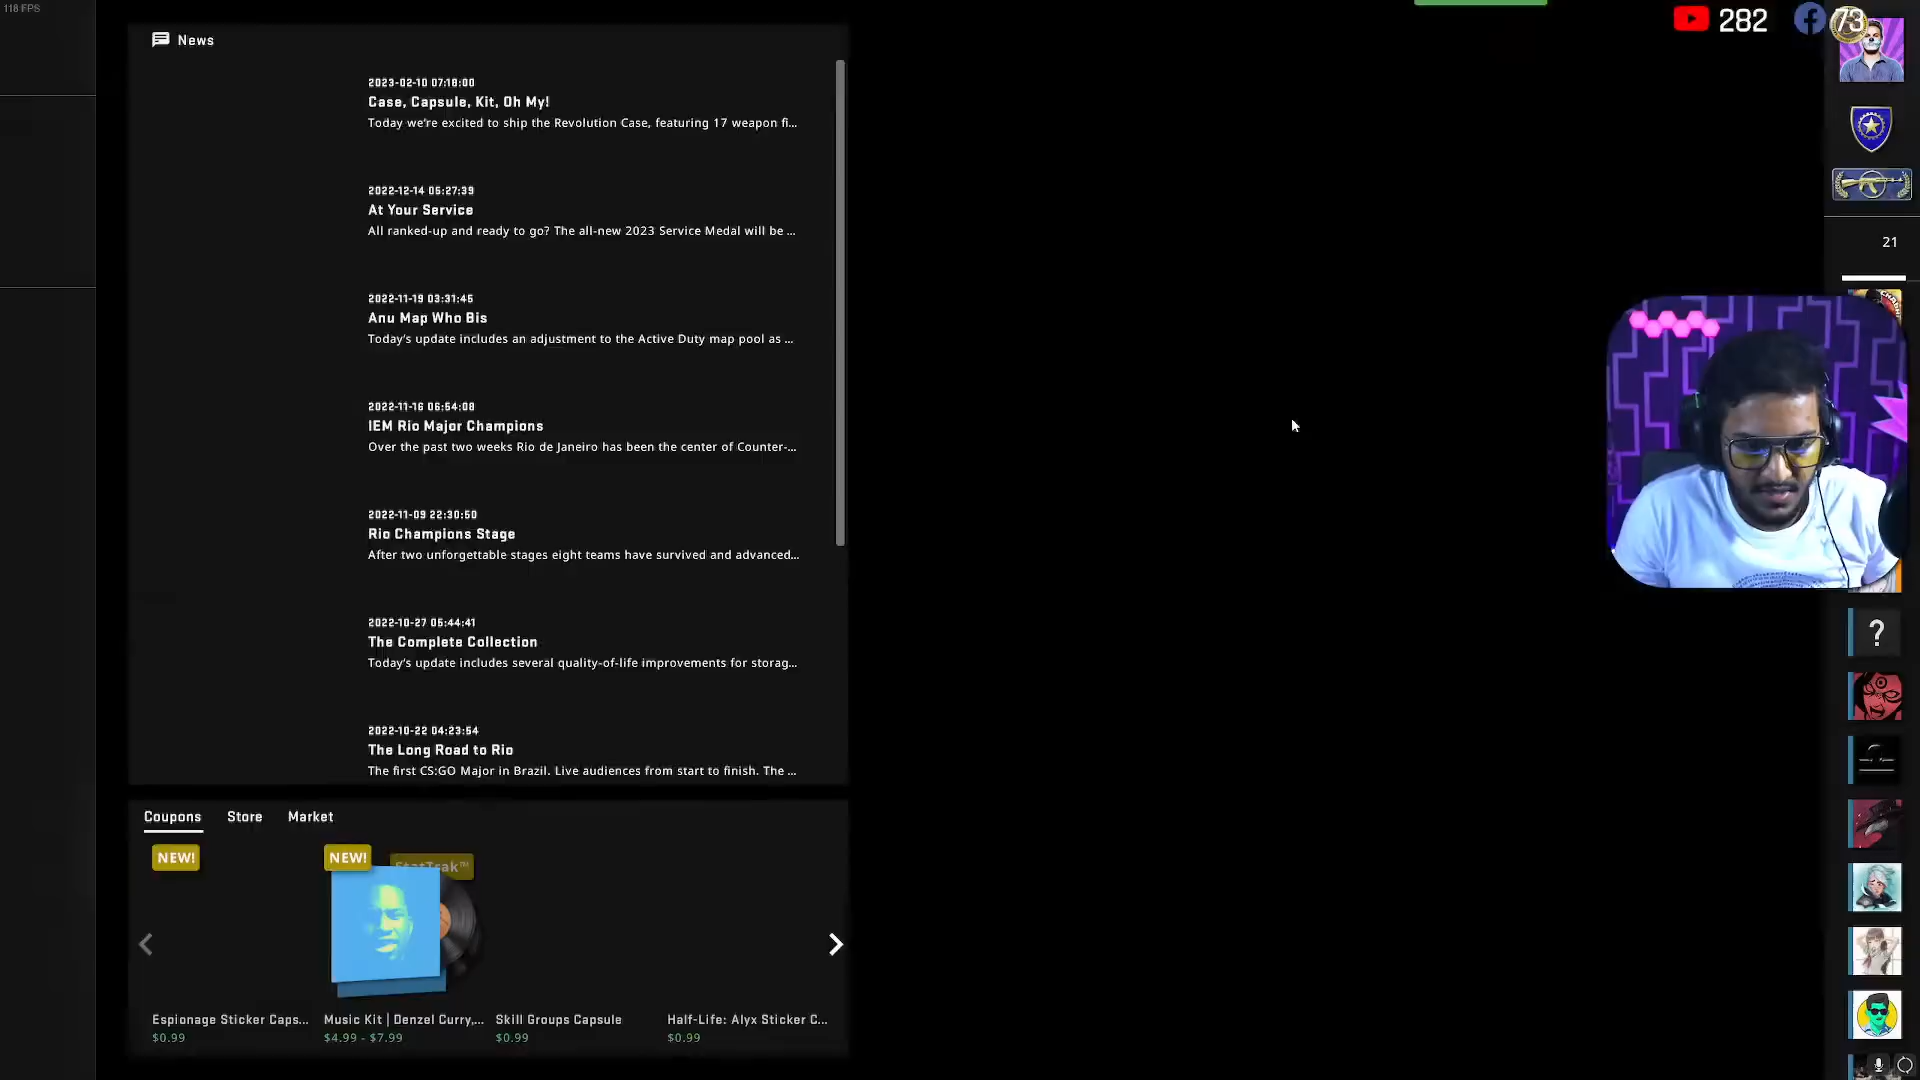 118 FPS
282
73
News
2023-02-10 07:18:00
Case, Capsule, Kit, Oh My!
Today we're excited to ship the Revolution Case, featuring 17 weapon fi...
2022-12-14 05:27:39
At Your Service
All ranked-up and ready to go? The all-new 2023 Service Medal will be ...
21
2022-11-19 03:31:45
Anu Map Who Bis
Today's update includes an adjustment to the Active Duty map pool as ...
2022-11-16 06:54:08
IEM Rio Major Champions
Over the past two weeks Rio de Janeiro has been the center of Counter-...
2022-11-09 22:30:50
Rio Champions Stage
After two unforgettable stages eight teams have survived and advanced...
2022-10-27 05:44:41
The Complete Collection
Today's update includes several quality-of-life improvements for storag...
?
2022-10-22 04:23:54
The Long Road to Rio
The first CS:GO Major in Brazil. Live audiences from start to finish. The ...
Coupons Store Market
NEW! NEW! StatTrak™
Espionage Sticker Caps... Music Kit | Denzel Curry,... Skill Groups Capsule Half-Life: Alyx Sticker C...
$0.99 $4.99 - $7.99 $0.99 $0.99